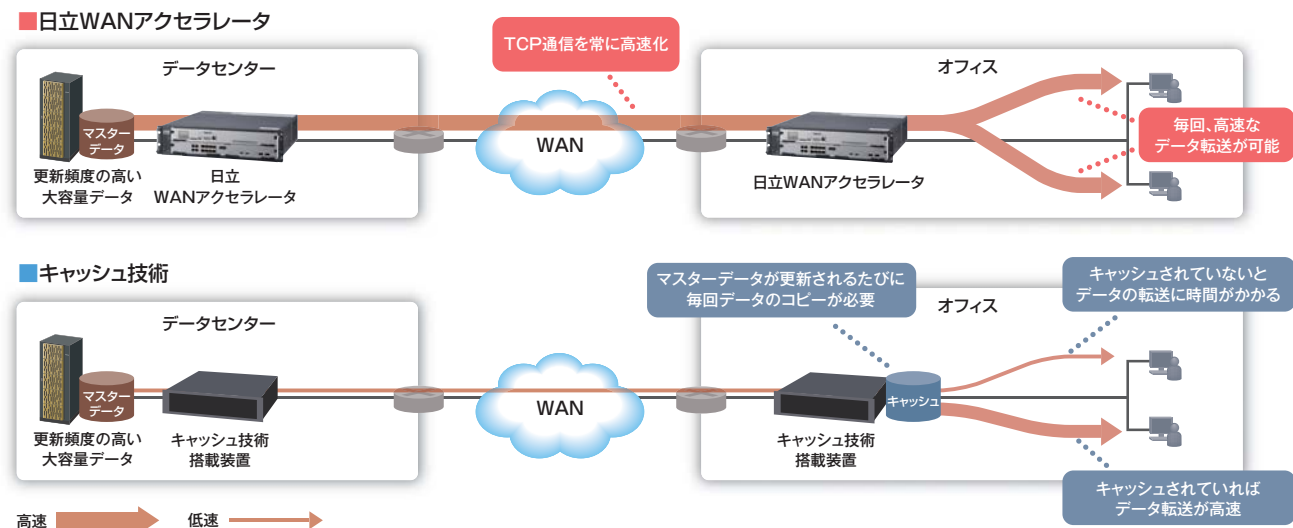 ■日立WANアクセラレータ
TCP通信を常に高速化
データセンター
オフィス
マスター
データ
WAN
毎回、高速な
データ転送が可能
更新頻度の高い
大容量データ
日立
WANアクセラレータ
日立WANアクセラレータ
■キャッシュ技術
マスターデータが更新されるたびに
毎回データのコピーが必要
キャッシュされていないと
データの転送に時間がかかる
データセンター
オフィス
マスター
データ
WAN
キャッシュ
更新頻度の高い
大容量データ
キャッシュ技術
搭載装置
キャッシュ技術
搭載装置
キャッシュされていれば
データ転送が高速
高速
低速